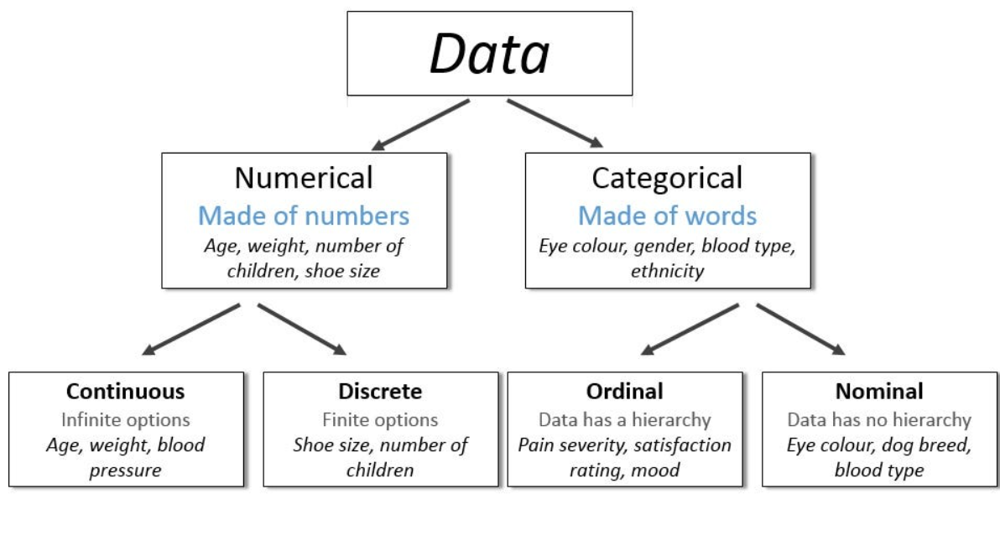 Data
Numerical
Made of numbers
Age, weight, number of
children, shoe size
Categorical
Made of words
Eye colour, gender, blood type,
ethnicity
Continuous
Infinite options
Age, weight, blood
pressure
Discrete
Finite options
Shoe size, number of
children
Ordinal
Data has a hierarchy
Pain severity, satisfaction
rating, mood
Nominal
Data has no hierarchy
Eye colour, dog breed,
blood type